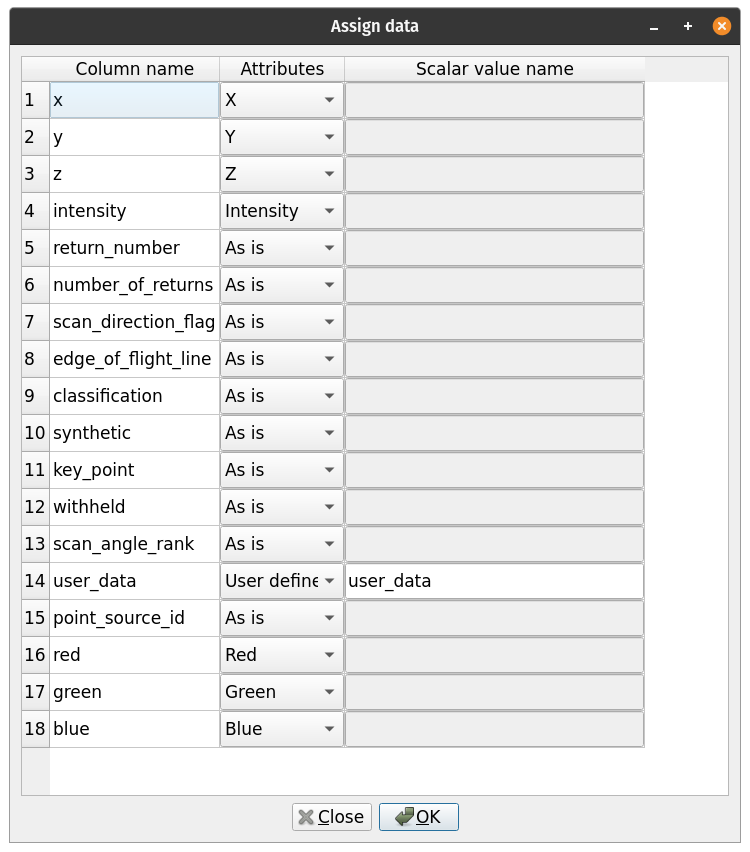 Assign data
Column name Attributes Scalar value name
1 x X
2 y Y
3 z Z
4 intensity Intensity
5 return_number As is
6 number_of_returns As is
7 scan_direction_flag As is
8 edge_of_flight_line As is
9 classification As is
10 synthetic As is
11 key_point As is
12 withheld As is
13 scan_angle_rank As is
14 user_data User define user_data
15 point_source_id As is
16 red Red
17 green Green
18 blue Blue
Close OK